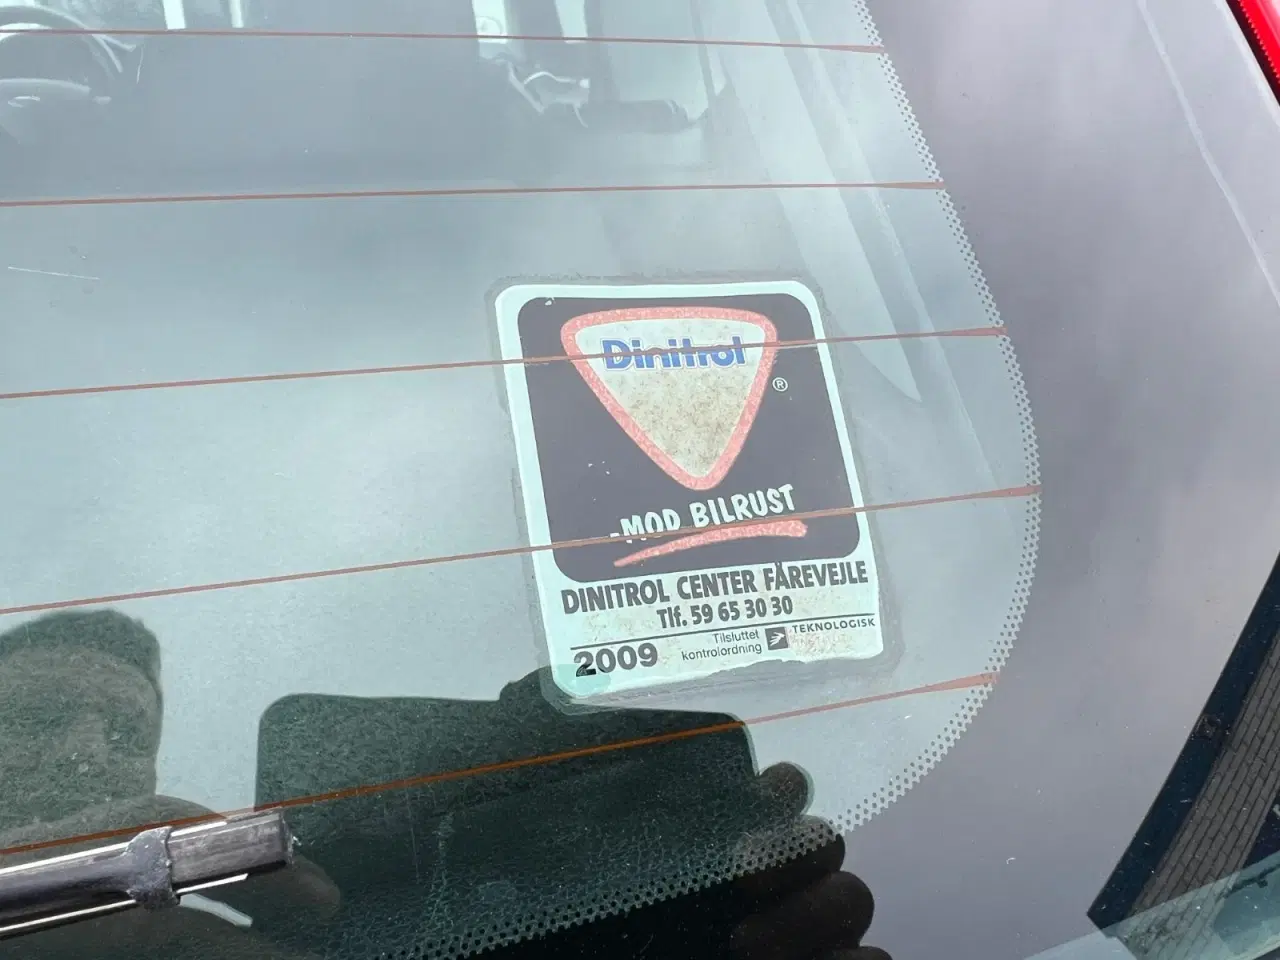 Dinitrol
®
-MOD BILRUST
DINITROL CENTER FÅREVEJLE
Tlf. 59 65 30 30
2009 Tilsluttet kontrolordning TEKNOLOGISK